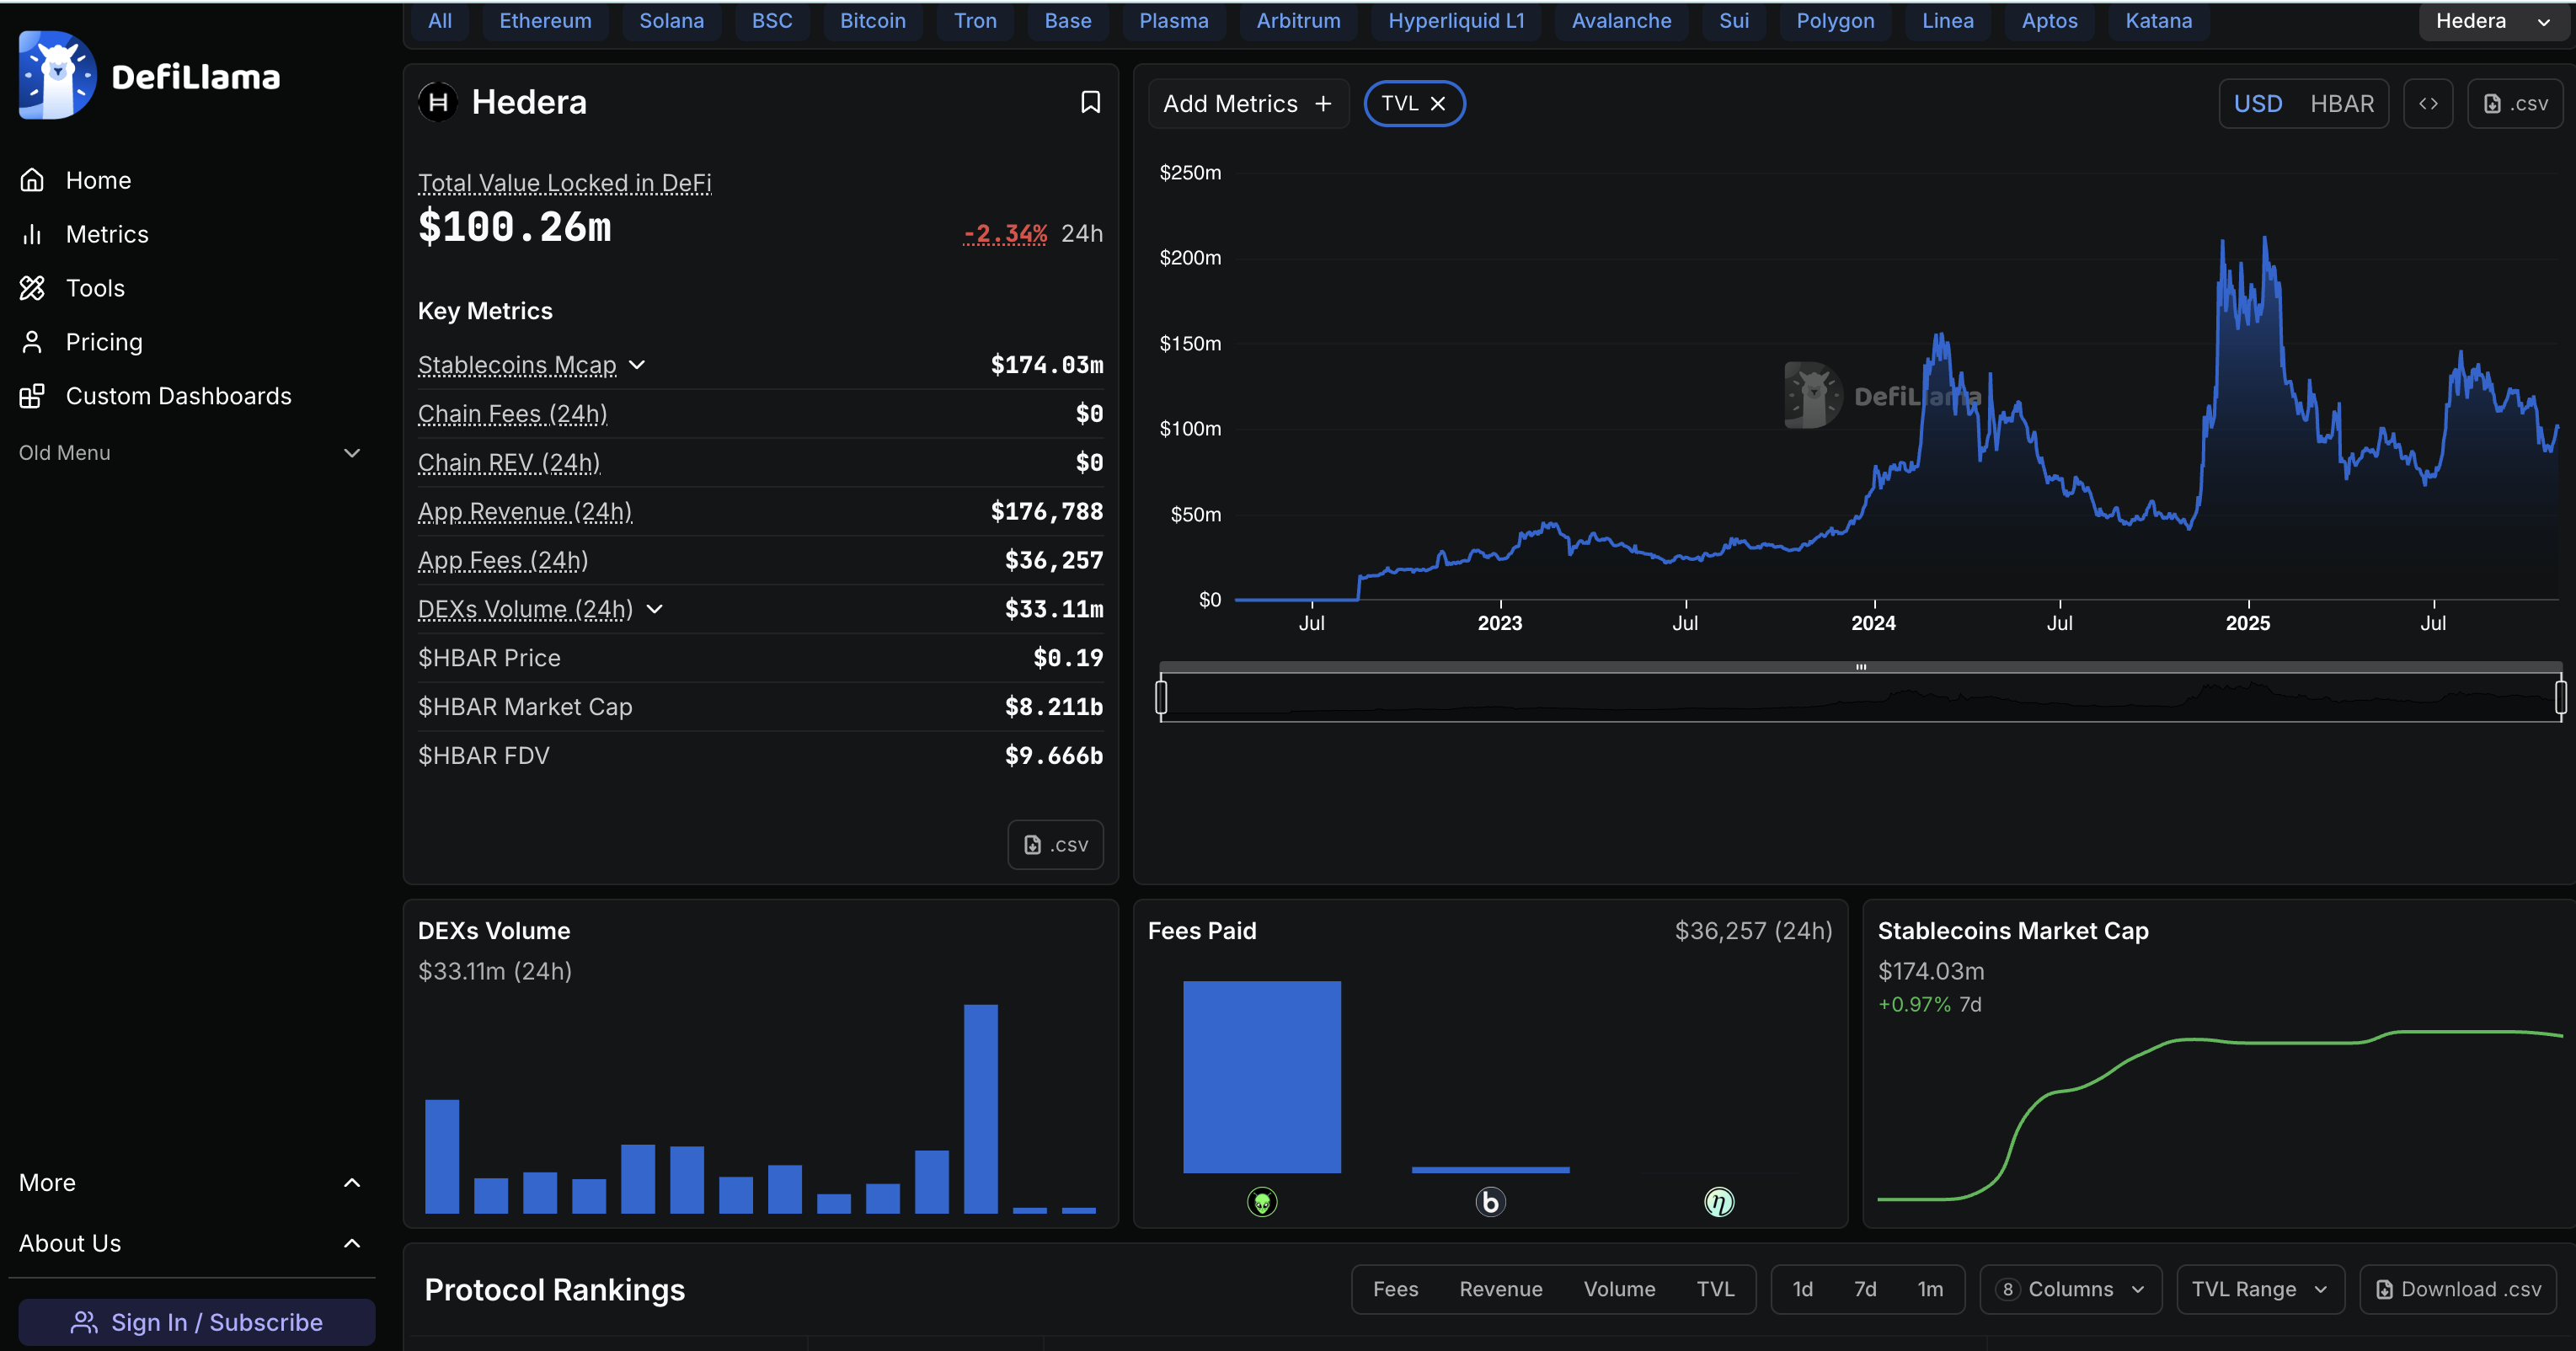 All Ethereum Solana BSC Bitcoin Tron Base Plasma Arbitrum Hyperliquid L1 Avalanche Sui Polygon Linea Aptos Katana Hedera
DefiLlama
Home
Metrics
Tools
Pricing
Custom Dashboards
Old Menu
More
About Us
Sign In / Subscribe
Hedera
Total Value Locked in DeFi
$100.26m -2.34% 24h
Key Metrics
Stablecoins Mcap $174.03m
Chain Fees (24h) $0
Chain REV (24h) $0
App Revenue (24h) $176,788
App Fees (24h) $36,257
DEXs Volume (24h) $33.11m
$HBAR Price $0.19
$HBAR Market Cap $8.211b
$HBAR FDV $9.666b
.csv
Add Metrics + TVL USD HBAR .csv
$250m
$200m
$150m
$100m
$50m
$0
DefiLlama
Jul 2023 Jul 2024 Jul 2025 Jul
DEXs Volume
$33.11m (24h)
Fees Paid $36,257 (24h)
b η
Stablecoins Market Cap
$174.03m
+0.97% 7d
Protocol Rankings
Fees Revenue Volume TVL 1d 7d 1m 8 Columns TVL Range Download .csv